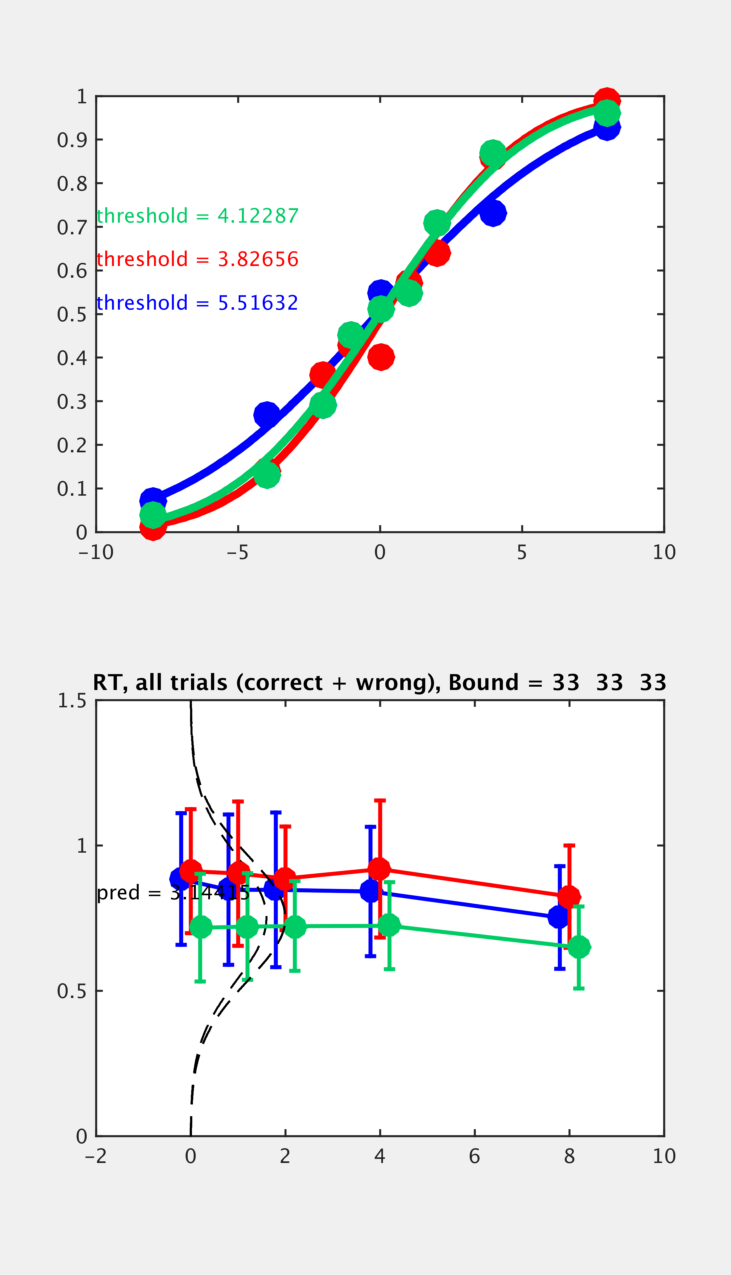 1
0.9
0.8
0.7
threshold = 4.12287
0.6
threshold = 3.82656
0.5
threshold = 5.51632
0.4
0.3
0.2
0.1
0
-10 -5 0 5 10
RT, all trials (correct + wrong), Bound = 33 33 33
1.5
1
pred = 3.14415
0.5
0
-2 0 2 4 6 8 10